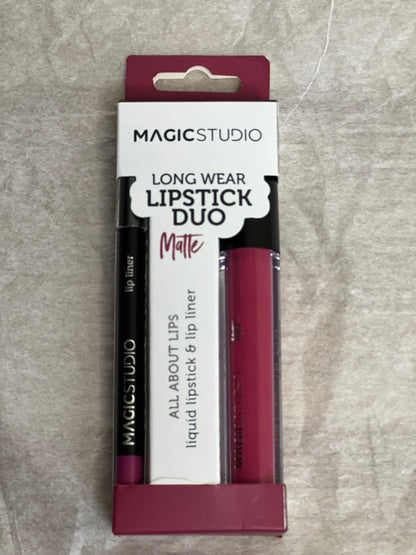 MAGICSTUDIO
LONG WEAR
LIPSTICK
DUO
Matte
ALL ABOUT LIPS
liquid lipstick & lip liner
MAGICSTUDIO lip liner